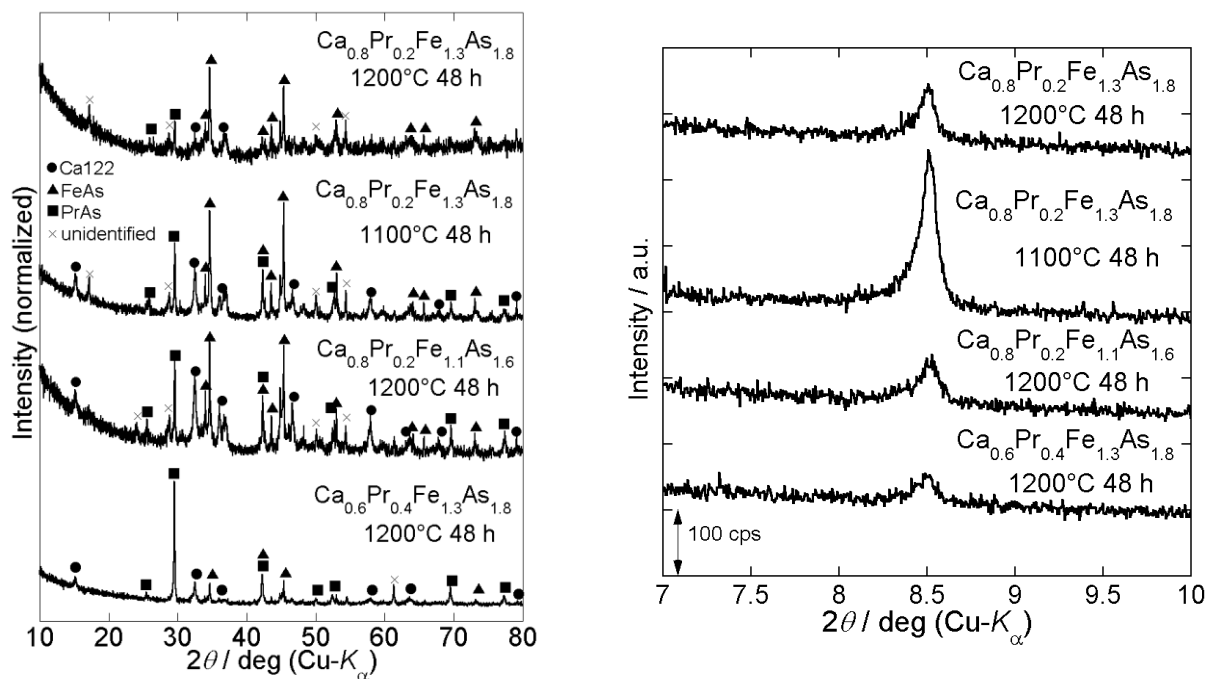 Ca0.8Pr0.2Fe1.3As1.8
1200°C 48 h
Ca122
FeAs
PrAs
unidentified
Ca0.8Pr0.2Fe1.3As1.8
1100°C 48 h
Ca0.8Pr0.2Fe1.1As1.6
1200°C 48 h
Ca0.6Pr0.4Fe1.3As1.8
1200°C 48 h
Intensity (normalized)
10 20 30 40 50 60 70 80
2θ / deg (Cu-Kα)
Ca0.8Pr0.2Fe1.3As1.8
1200°C 48 h
Ca0.8Pr0.2Fe1.3As1.8
1100°C 48 h
Ca0.8Pr0.2Fe1.1As1.6
1200°C 48 h
Ca0.6Pr0.4Fe1.3As1.8
1200°C 48 h
100 cps
Intensity / a.u.
7 7.5 8 8.5 9 9.5 10
2θ / deg (Cu-Kα)